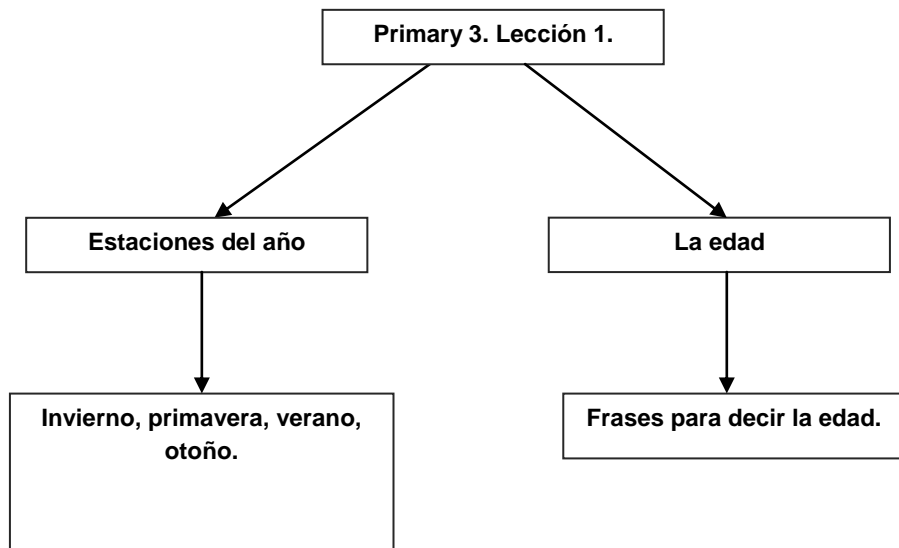 Primary 3. Lección 1.
Estaciones del año
La edad
Invierno, primavera, verano,
otoño.
Frases para decir la edad.